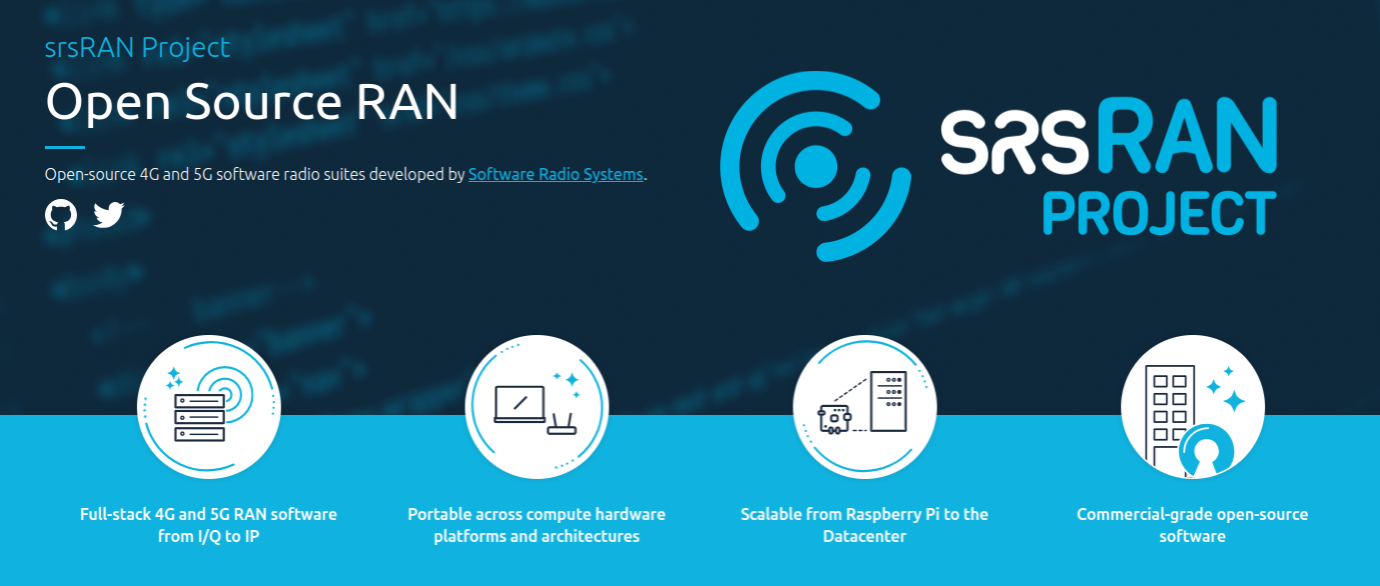 srsRAN Project
Open Source RAN
Open-source 4G and 5G software radio suites developed by Software Radio Systems.
SRSRAN
PROJECT
Full-stack 4G and 5G RAN software
from I/Q to IP
Portable across compute hardware
platforms and architectures
Scalable from Raspberry Pi to the
Datacenter
Commercial-grade open-source
software